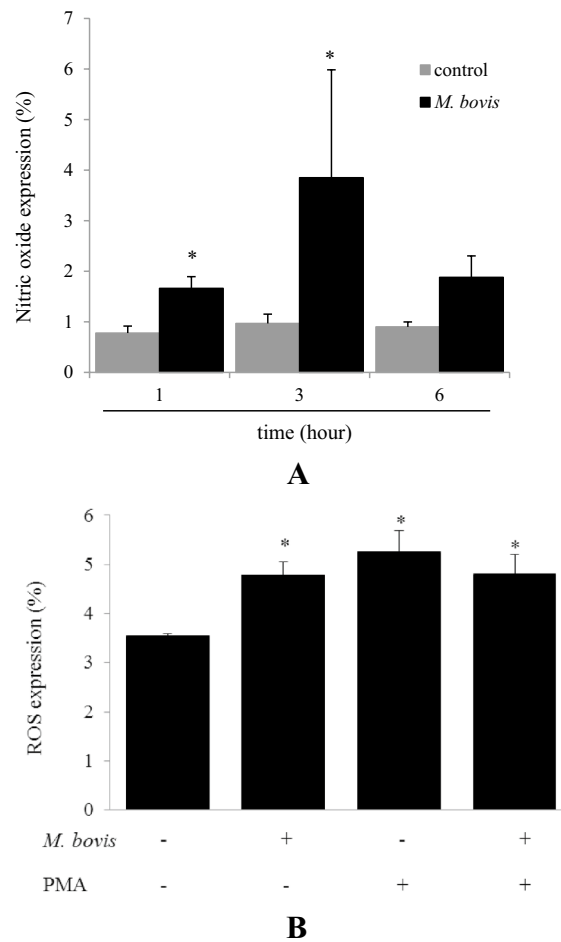 7
6
5
4
3
2
1
0
Nitric oxide expression (%)
* *
control
M. bovis
1 3 6
time (hour)
A
6
5
4
3
2
1
0
ROS expression (%)
* * *
M. bovis - + - +
PMA - - + +
B